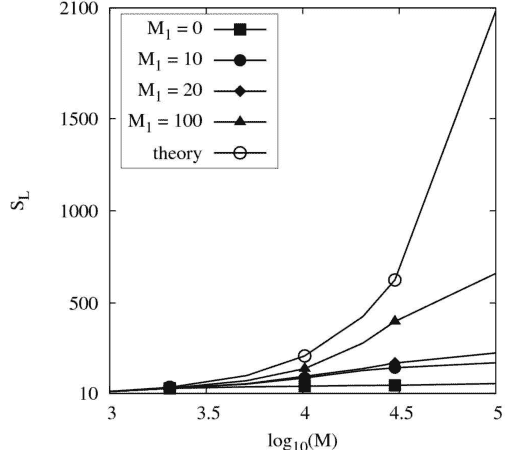 2100
1500
1000
500
10
S_L
M_1 = 0
M_1 = 10
M_1 = 20
M_1 = 100
theory
3
3.5
4
4.5
5
log_10(M)